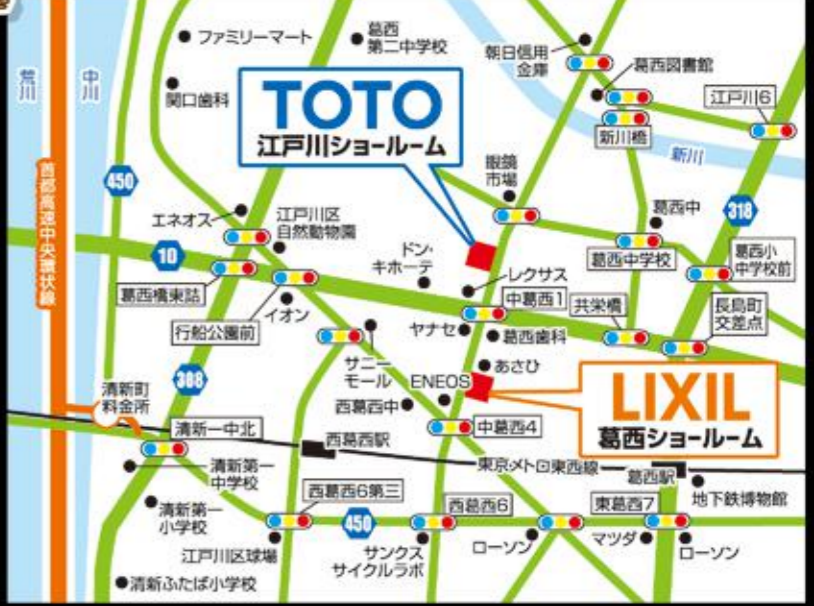 ファミリーマート
葛西
第二中学校
朝日信用
金庫
葛西図書館
荒川
中川
関口歯科
TOTO
江戸川ショールーム
江戸川6
新川橋
新川
眼鏡
市場
首都高速中央環状線
450
エネオス
江戸川区
自然動物園
葛西中
318
10
ドン・
キホーテ
レクサス
葛西中学校
葛西小
中学校前
葛西橋東詰
イオン
中葛西1
共栄橋
長島町
交差点
行船公園前
ヤナセ
葛西歯科
サニー
モール
あさひ
308
ENEOS
LIXIL
葛西ショールーム
清新町
料金所
西葛西中
清新一中北
西葛西駅
中葛西4
東京メトロ東西線
葛西駅
清新第一
中学校
地下鉄博物館
清新第一
小学校
西葛西6第三
450
西葛西6
東葛西7
江戸川区球場
サンクス
サイクルラボ
ローソン
マツダ
ローソン
清新ふたば小学校